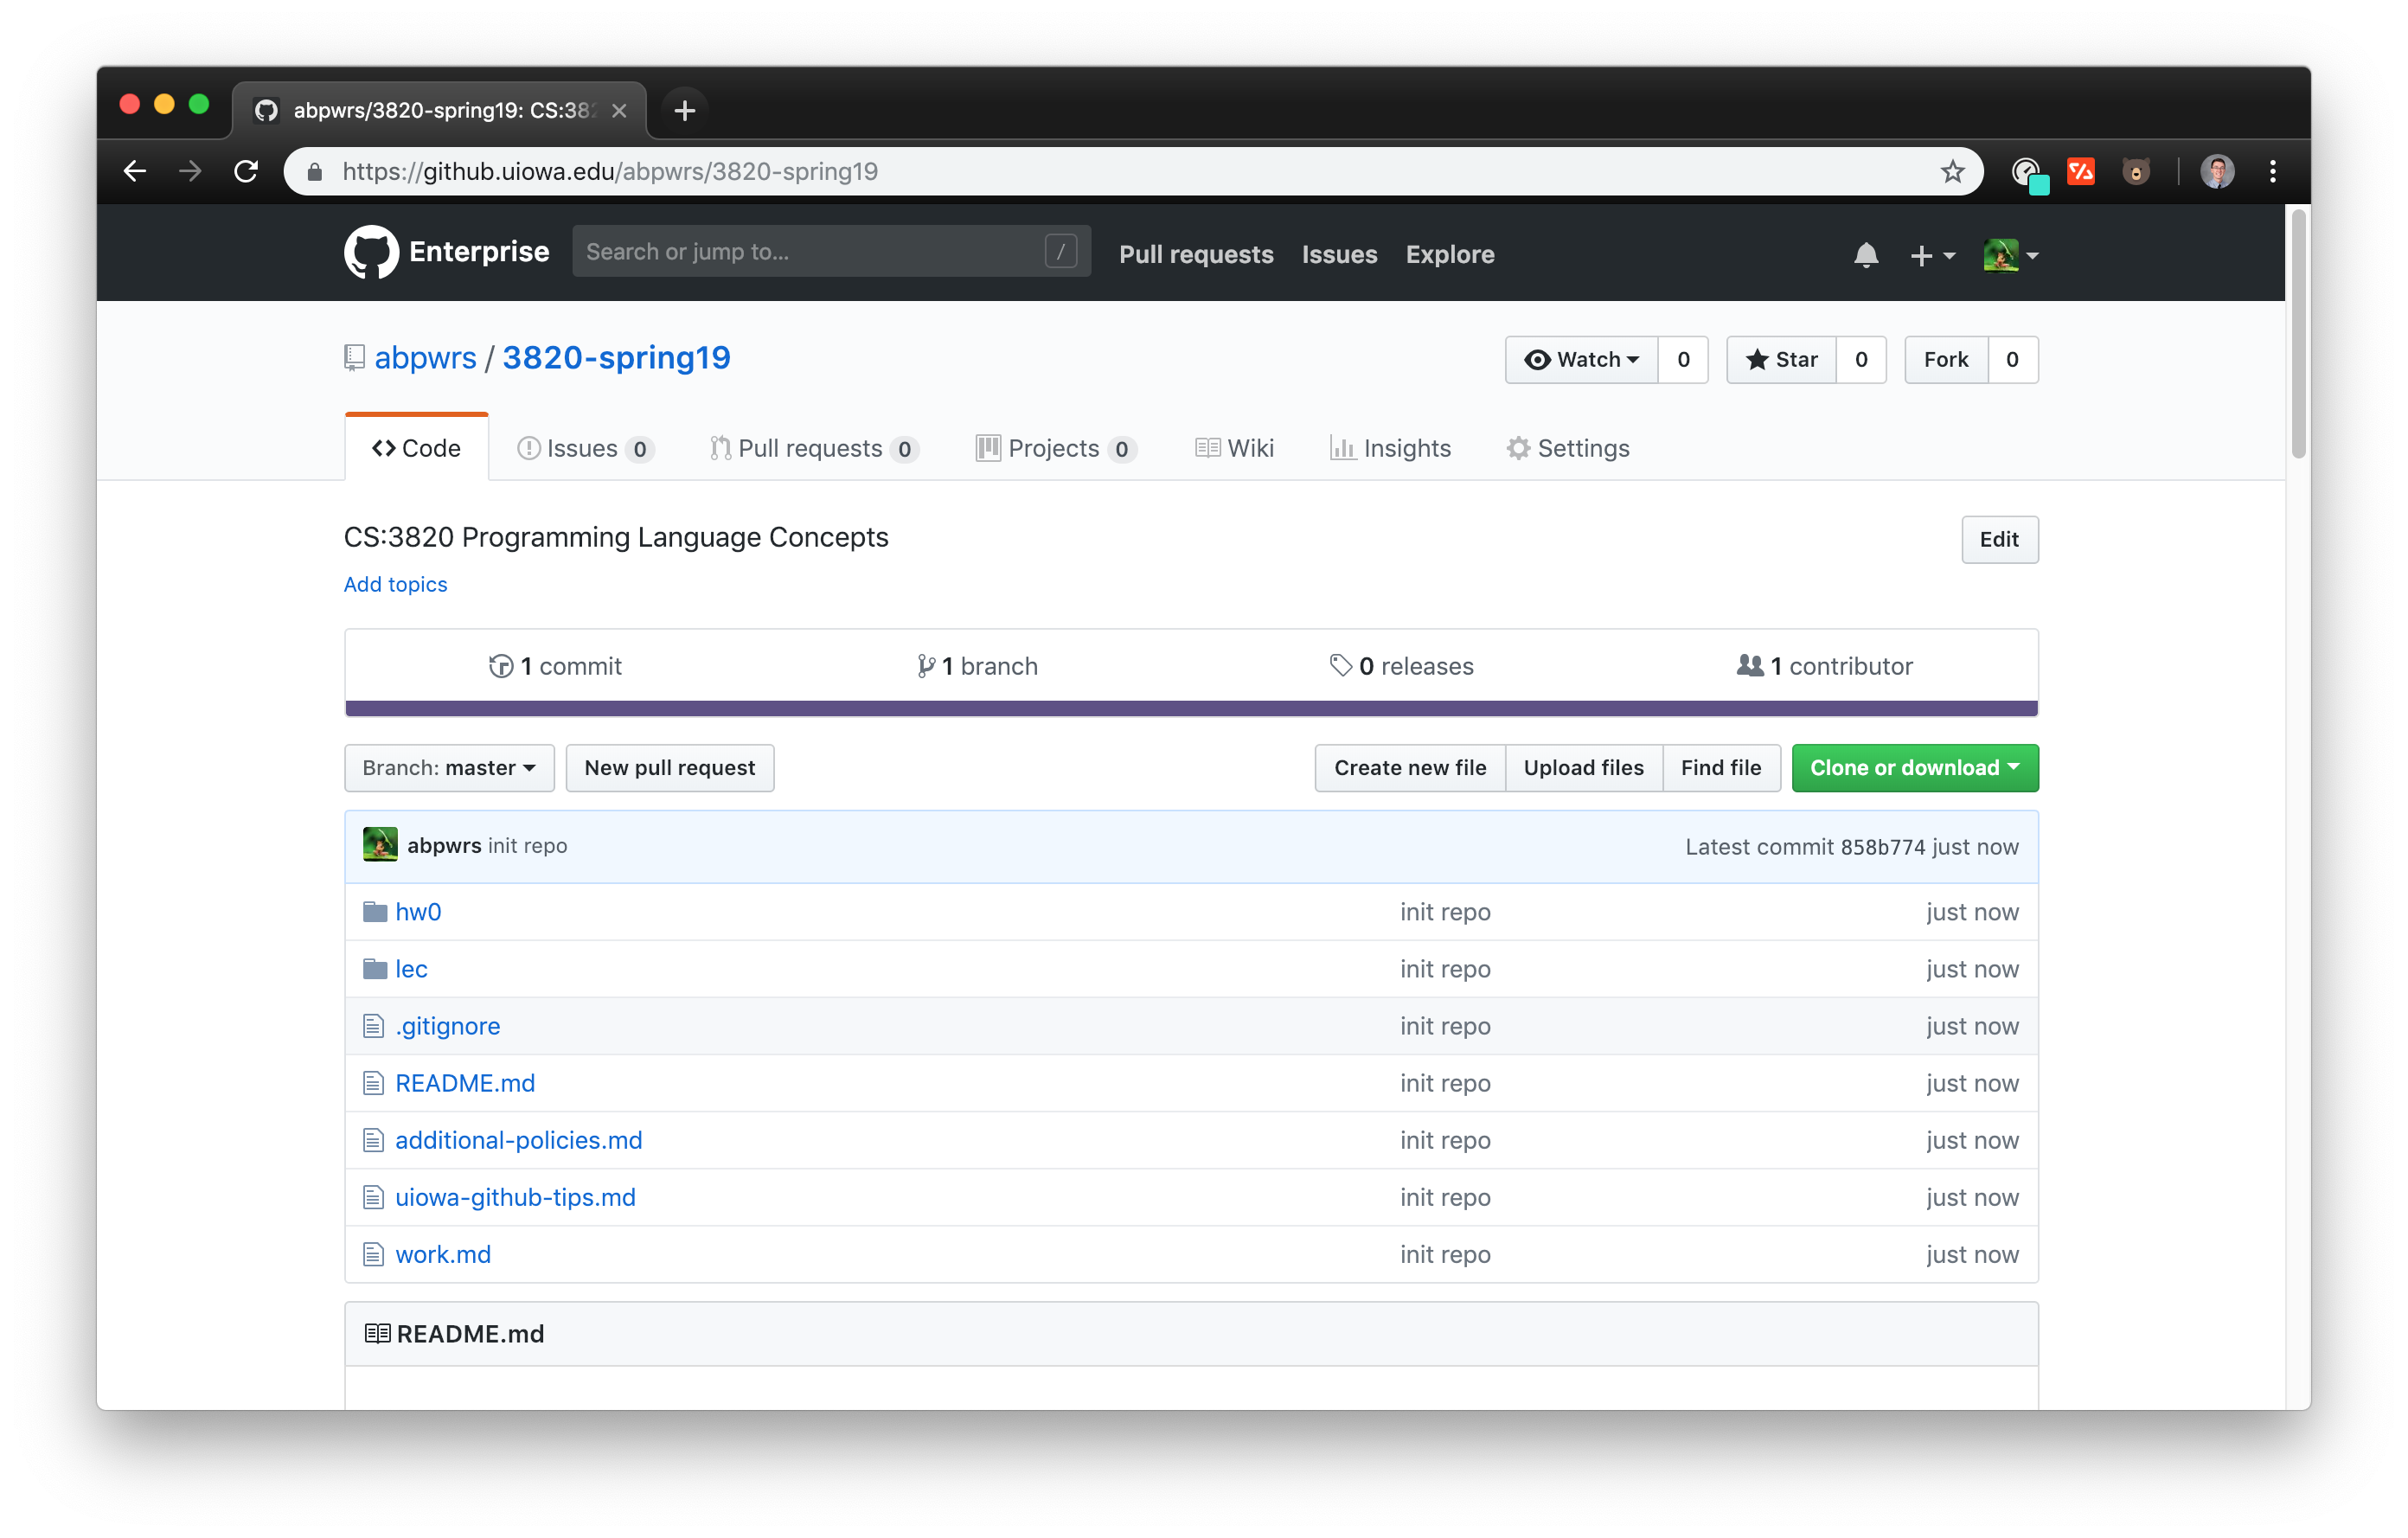 abpwrs/3820-spring19: CS:382
https://github.uiowa.edu/abpwrs/3820-spring19
Enterprise Search or jump to... / Pull requests Issues Explore
abpwrs / 3820-spring19 Watch 0 Star 0 Fork 0
Code Issues 0 Pull requests 0 Projects 0 Wiki Insights Settings
CS:3820 Programming Language Concepts Edit
Add topics
1 commit 1 branch 0 releases 1 contributor
Branch: master New pull request Create new file Upload files Find file Clone or download
abpwrs init repo Latest commit 858b774 just now
hw0 init repo just now
lec init repo just now
.gitignore init repo just now
README.md init repo just now
additional-policies.md init repo just now
uiowa-github-tips.md init repo just now
work.md init repo just now
README.md